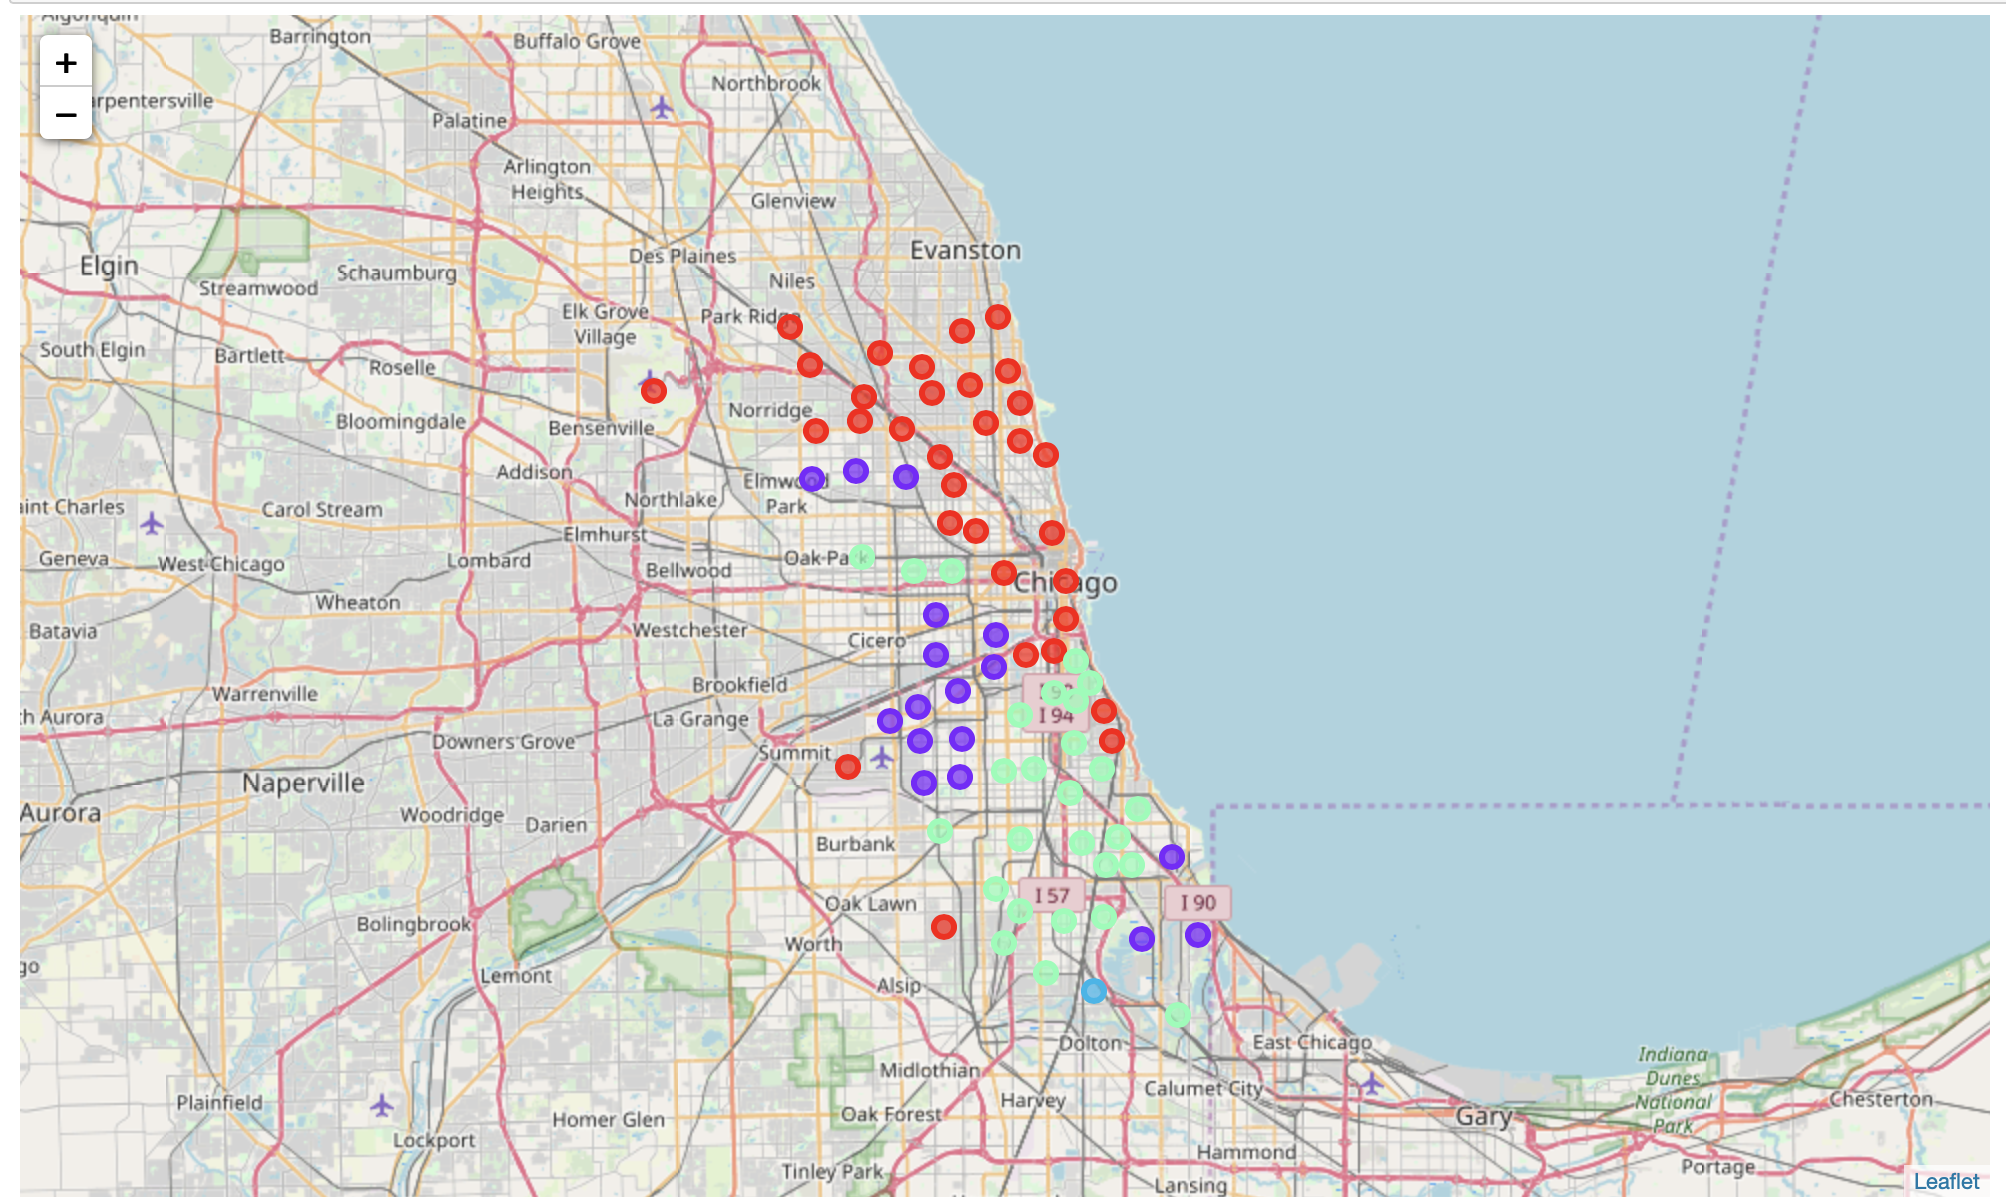 Algonquin
Barrington
Buffalo Grove
+
Northbrook
arpentersville
−
Palatine
Arlington
Heights
Glenview
Evanston
Des Plaines
Elgin
Schaumburg
Niles
Streamwood
Elk Grove
Village
Park Ridge
South Elgin
Bartlett
Roselle
Norridge
Bloomingdale
Bensenville
Addison
Elmwood
Park
Northlake
aint Charles
Carol Stream
Elmhurst
Geneva
West Chicago
Lombard
Oak Park
Bellwood
Chicago
Wheaton
Batavia
Westchester
Cicero
Brookfield
Warrenville
I 94
h Aurora
La Grange
Downers Grove
Summit
Naperville
Aurora
Woodridge
Darien
Burbank
I 57
I 90
Oak Lawn
Bolingbrook
Worth
go
Lemont
Alsip
Dolton
East Chicago
Indiana
Dunes
National
Park
Midlothian
Calumet City
Plainfield
Harvey
Chesterton
Homer Glen
Oak Forest
Gary
Lockport
Hammond
Tinley Park
Portage
Lansing
Leaflet